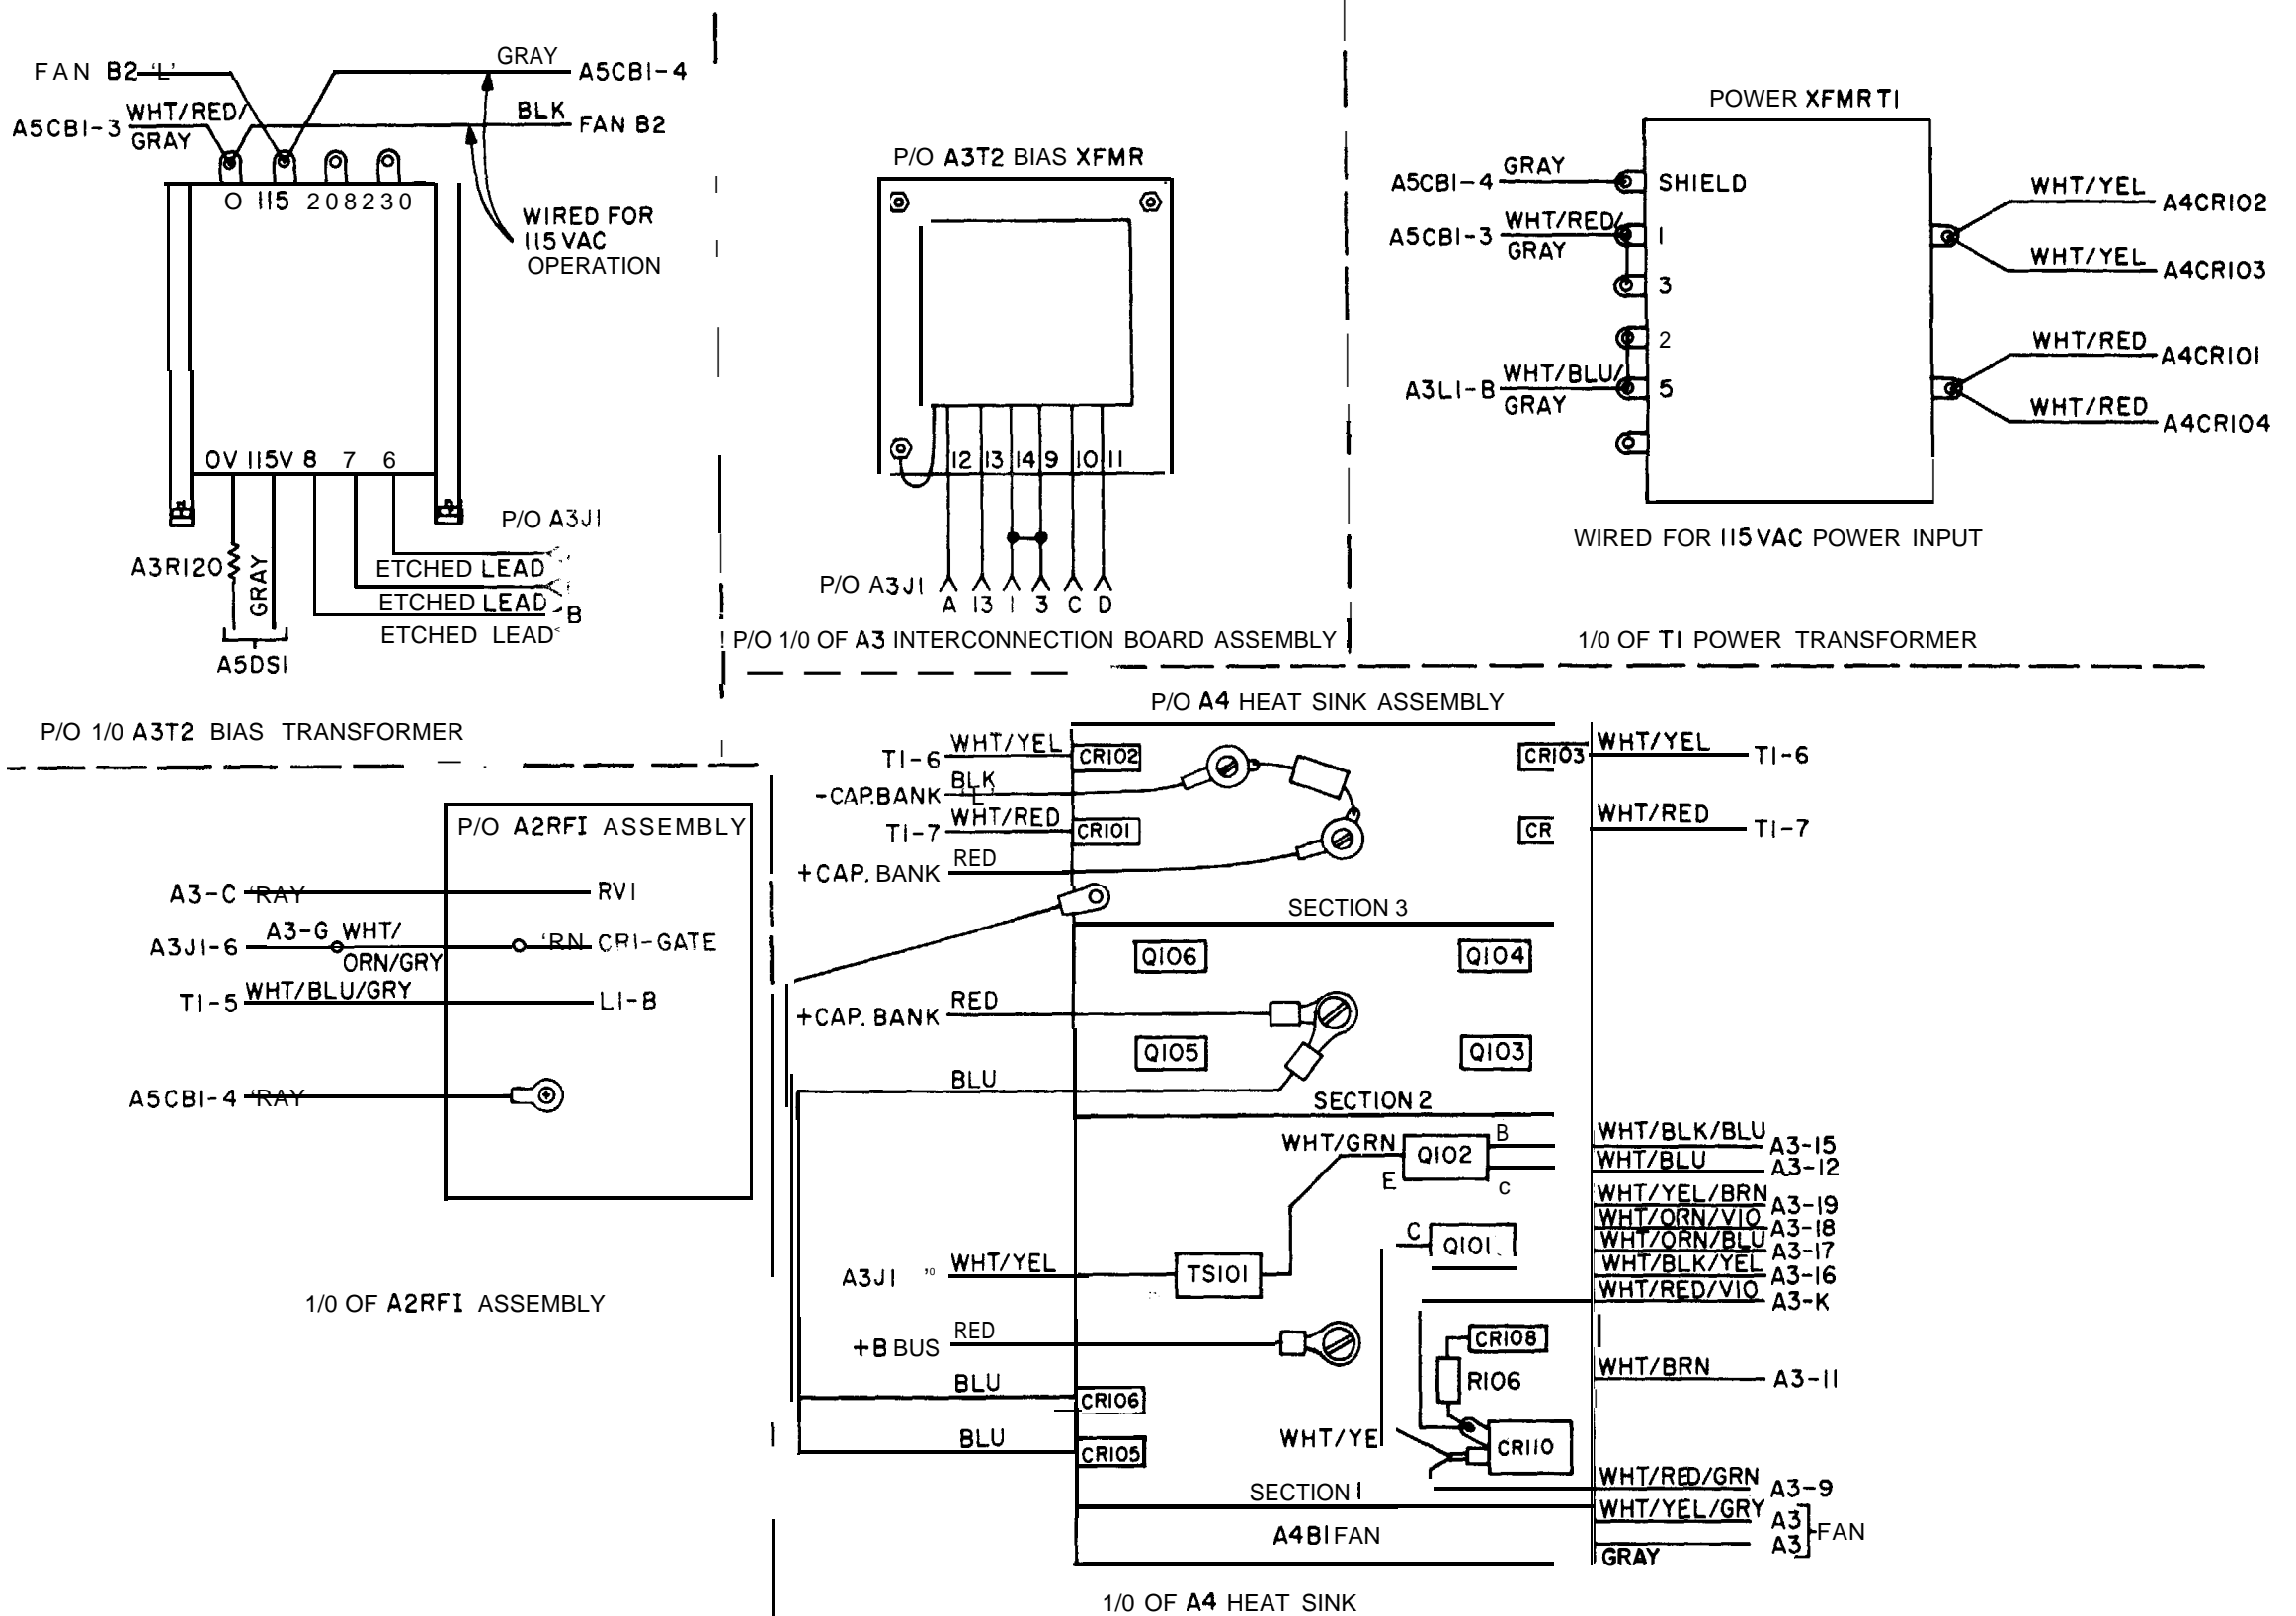 FAN B2 'L'
GRAY
A5CB1-4
A5CB1-3
WHT/RED/
GRAY
BLK
FAN B2
O 115 208 230
WIRED FOR
115 VAC
OPERATION
0V 115V 8 7 6
P/O A3J1
A3R120
GRAY
ETCHED LEAD
ETCHED LEAD
B
ETCHED LEAD
A5DS1
P/O 1/0 A3T2 BIAS TRANSFORMER
P/O A3T2 BIAS XFMR
12 13 14 9 10 11
P/O A3J1
A 13 1 3 C D
P/O 1/0 OF A3 INTERCONNECTION BOARD ASSEMBLY
POWER XFMR T1
A5CB1-4
GRAY
SHIELD
A5CB1-3
WHT/RED/
GRAY
1
3
2
A3L1-B
WHT/BLU/
GRAY
5
WHT/YEL
A4CR102
WHT/YEL
A4CR103
WHT/RED
A4CR101
WHT/RED
A4CR104
WIRED FOR 115 VAC POWER INPUT
1/0 OF T1 POWER TRANSFORMER
P/O A2RFI ASSEMBLY
A3-C
'RAY
RV1
A3J1-6
A3-G
WHT/
ORN/GRY
'RN
CR1-GATE
T1-5
WHT/BLU/GRY
L1-B
A5CB1-4
'RAY
1/0 OF A2RFI ASSEMBLY
P/O A4 HEAT SINK ASSEMBLY
T1-6
WHT/YEL
CR102
-CAP.BANK
BLK
'L'
T1-7
WHT/RED
CR101
+CAP. BANK
RED
CR103
WHT/YEL
T1-6
CR
WHT/RED
T1-7
SECTION 3
Q106
Q104
+CAP. BANK
RED
Q105
Q103
BLU
SECTION 2
WHT/GRN
Q102
B
E
c
C
Q101
A3J1
WHT/YEL
TS101
+B BUS
RED
BLU
CR106
BLU
CR105
CR108
R106
WHT/YE
CR110
SECTION 1
A4B1 FAN
WHT/BLK/BLU
A3-15
WHT/BLU
A3-12
WHT/YEL/BRN
A3-19
WHT/ORN/VIO
A3-18
WHT/ORN/BLU
A3-17
WHT/BLK/YEL
A3-16
WHT/RED/VIO
A3-K
WHT/BRN
A3-11
WHT/RED/GRN
A3-9
WHT/YEL/GRY
A3
A3
FAN
GRAY
1/0 OF A4 HEAT SINK